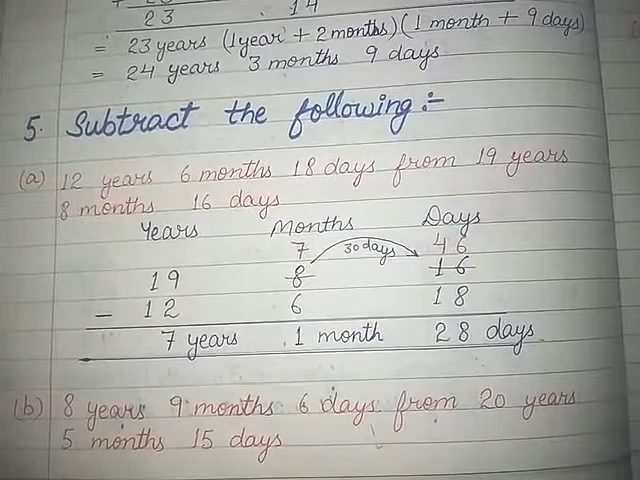 23 14
= 23 years (1 year + 2 months) (1 month + 9 days)
= 24 years 3 months 9 days
5. Subtract the following :-
(a) 12 years 6 months 18 days from 19 years
8 months 16 days
Years Months Days
7 30 days 46
19 8 16
- 12 6 18
7 years 1 month 28 days
(b) 8 years 9 months 6 days from 20 years
5 months 15 days